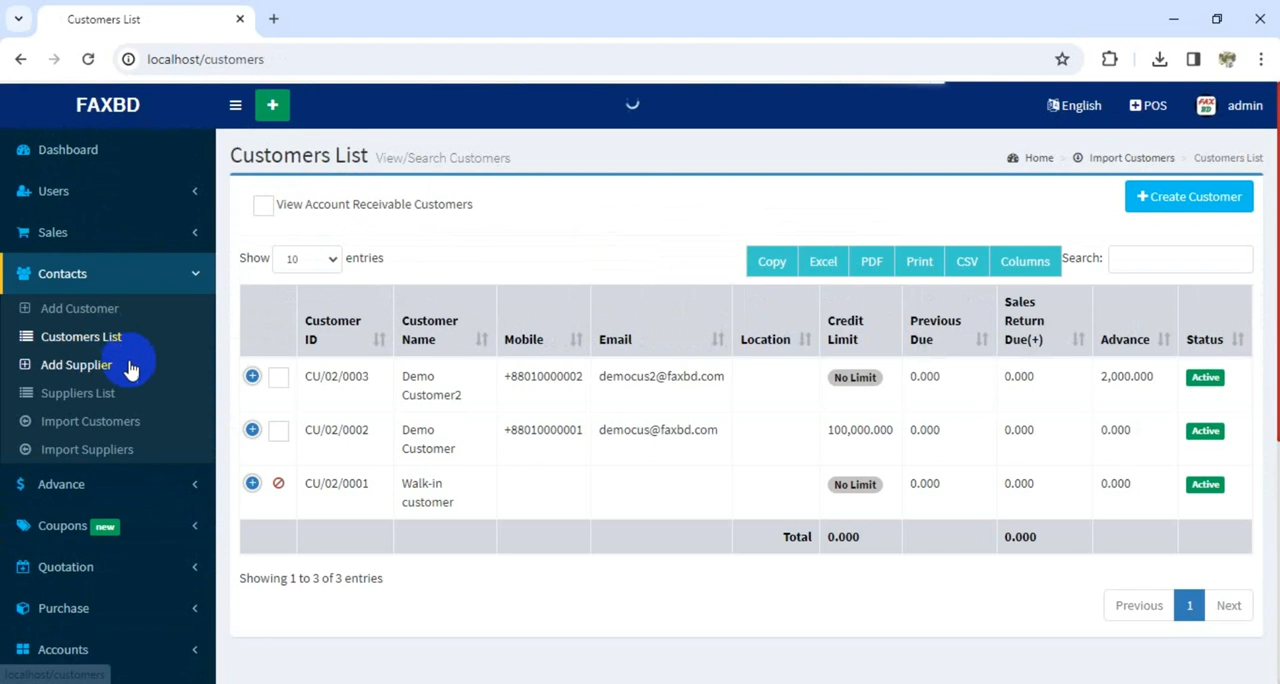 Customers List
localhost/customers
FAXBD
+
English
POS
FAX BD
admin
Dashboard
Users
Sales
Contacts
Add Customer
Customers List
Add Supplier
Suppliers List
Import Customers
Import Suppliers
Advance
Coupons new
Quotation
Purchase
Accounts
localhost/customers
Customers List View/Search Customers
Home > Import Customers > Customers List
View Account Receivable Customers
+ Create Customer
Show 10 entries
Copy Excel PDF Print CSV Columns Search:
Customer ID Customer Name Mobile Email Location Credit Limit Previous Due Sales Return Due(+) Advance Status
CU/02/0003 Demo Customer2 +88010000002 democus2@faxbd.com No Limit 0.000 0.000 2,000.000 Active
CU/02/0002 Demo Customer +88010000001 democus@faxbd.com 100,000.000 0.000 0.000 0.000 Active
CU/02/0001 Walk-in customer No Limit 0.000 0.000 0.000 Active
Total 0.000 0.000
Showing 1 to 3 of 3 entries
Previous 1 Next